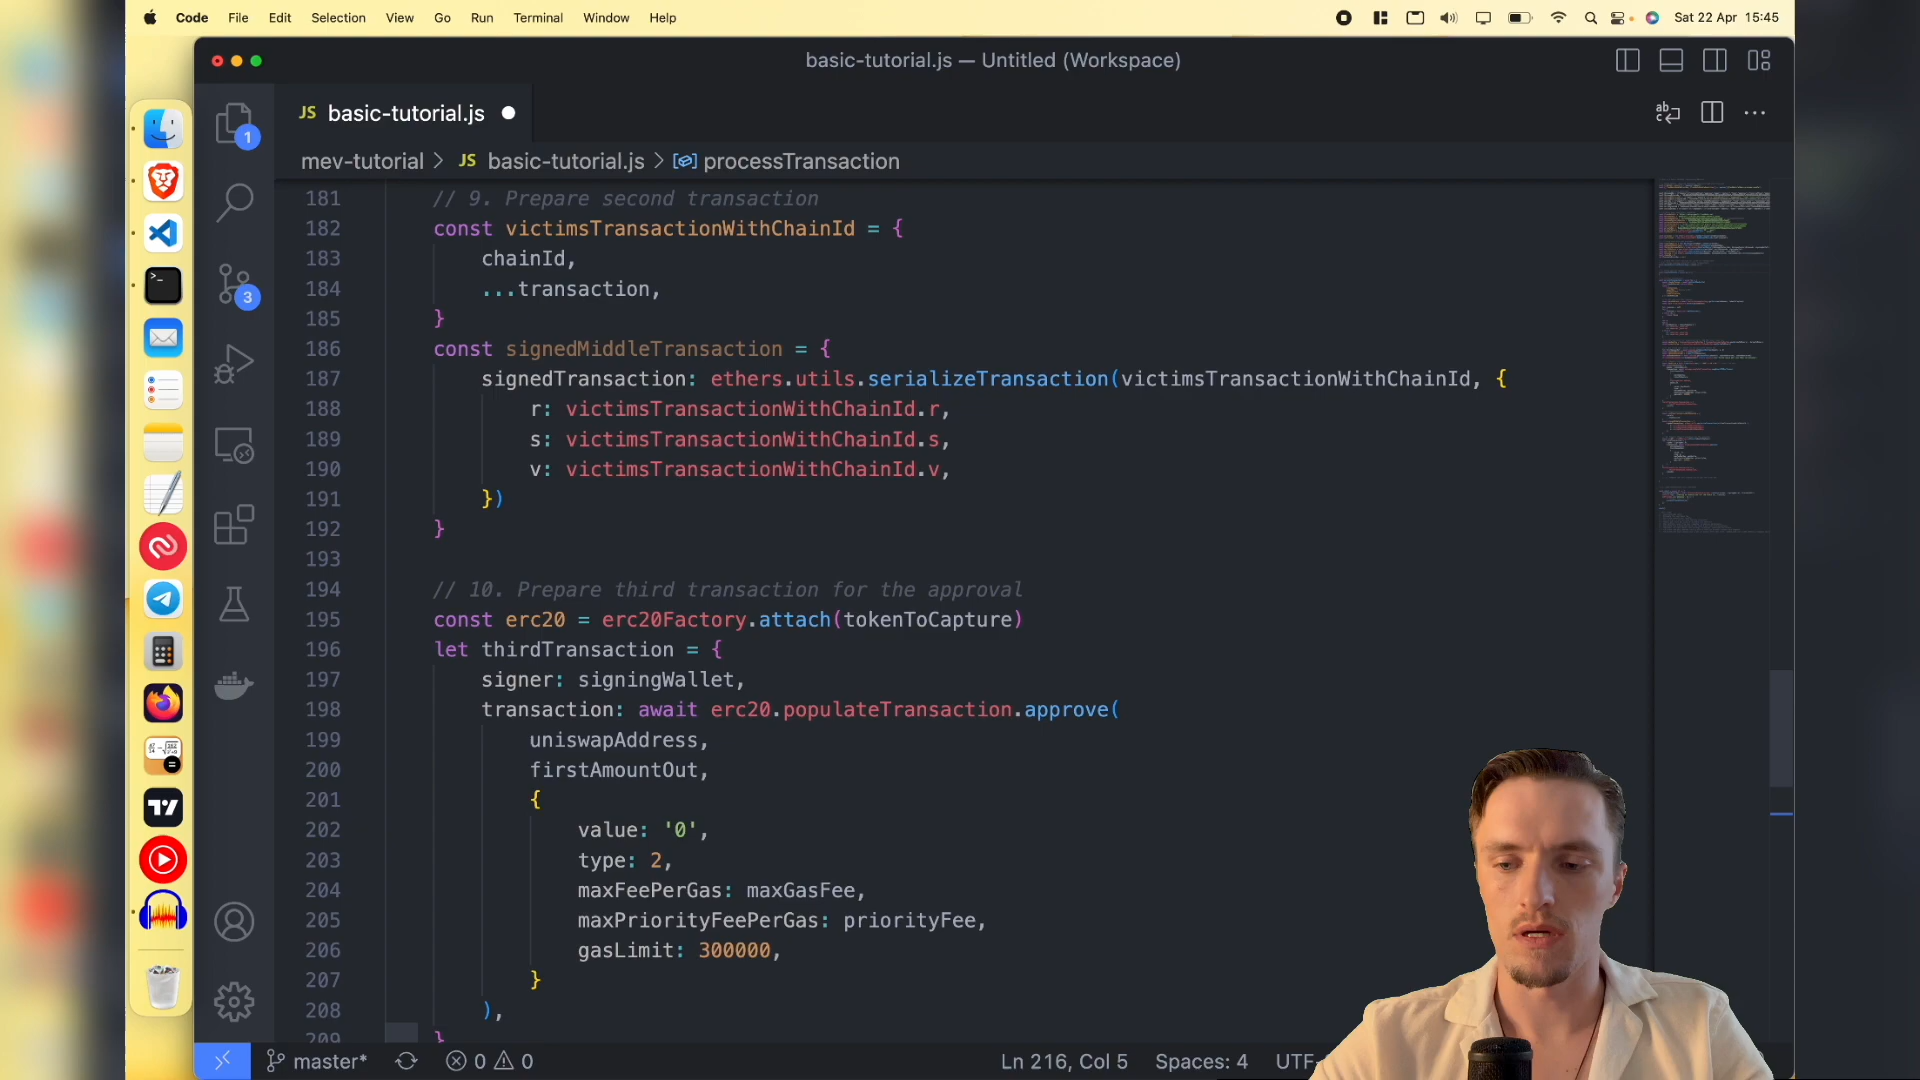 Code File Edit Selection View Go Run Terminal Window Help Sat 22 Apr 15:45
basic-tutorial.js — Untitled (Workspace)
JS basic-tutorial.js
mev-tutorial > JS basic-tutorial.js > processTransaction
181 // 9. Prepare second transaction
182 const victimsTransactionWithChainId = {
183 chainId,
184 ...transaction,
185 }
186 const signedMiddleTransaction = {
187 signedTransaction: ethers.utils.serializeTransaction(victimsTransactionWithChainId, {
188 r: victimsTransactionWithChainId.r,
189 s: victimsTransactionWithChainId.s,
190 v: victimsTransactionWithChainId.v,
191 })
192 }
193
194 // 10. Prepare third transaction for the approval
195 const erc20 = erc20Factory.attach(tokenToCapture)
196 let thirdTransaction = {
197 signer: signingWallet,
198 transaction: await erc20.populateTransaction.approve(
199 uniswapAddress,
200 firstAmountOut,
201 {
202 value: '0',
203 type: 2,
204 maxFeePerGas: maxGasFee,
205 maxPriorityFeePerGas: priorityFee,
206 gasLimit: 300000,
207 }
208 ),
209 }
1
3
master* 0 0 Ln 216, Col 5 Spaces: 4 UTF-